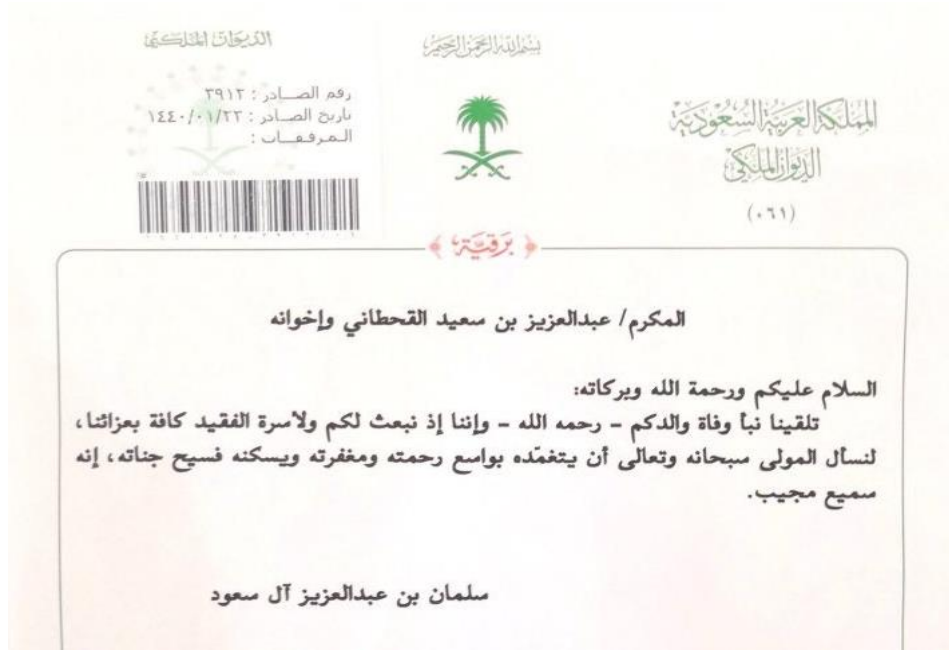 بسم الله الرحمن الرحيم
المملكة العربية السعودية
الديوان الملكي
(٠٦١)
الديوان الملكي
رقم الصادر : ٣٩١٢
تاريخ الصادر : ١٤٤٠/٠١/٢٣
المرفقات :
برقية
المكرم/ عبدالعزيز بن سعيد القحطاني وإخوانه
السلام عليكم ورحمة الله وبركاته:
تلقينا نبأ وفاة والدكم - رحمه الله - وإننا إذ نبعث لكم ولأسرة الفقيد كافة بعزائنا،
لنسأل المولى سبحانه وتعالى أن يتغمّده بواسع رحمته ومغفرته ويسكنه فسيح جناته، إنه
سميع مجيب.
سلمان بن عبدالعزيز آل سعود